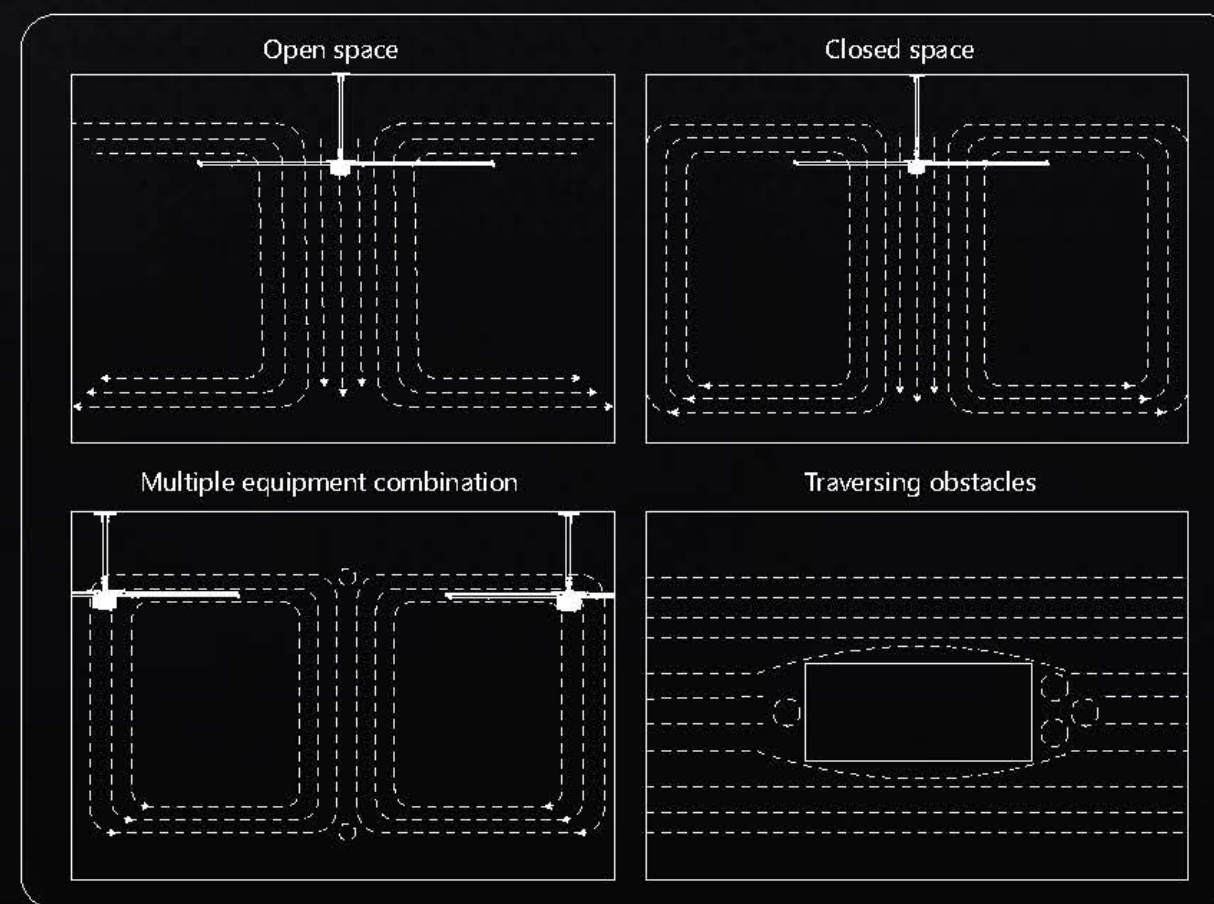 Open space
Closed space
Multiple equipment combination
Traversing obstacles